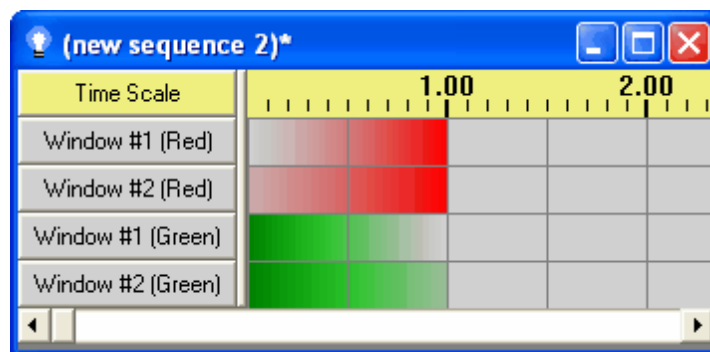 (new sequence 2)*
Time Scale 1.00 2.00
Window #1 (Red)
Window #2 (Red)
Window #1 (Green)
Window #2 (Green)